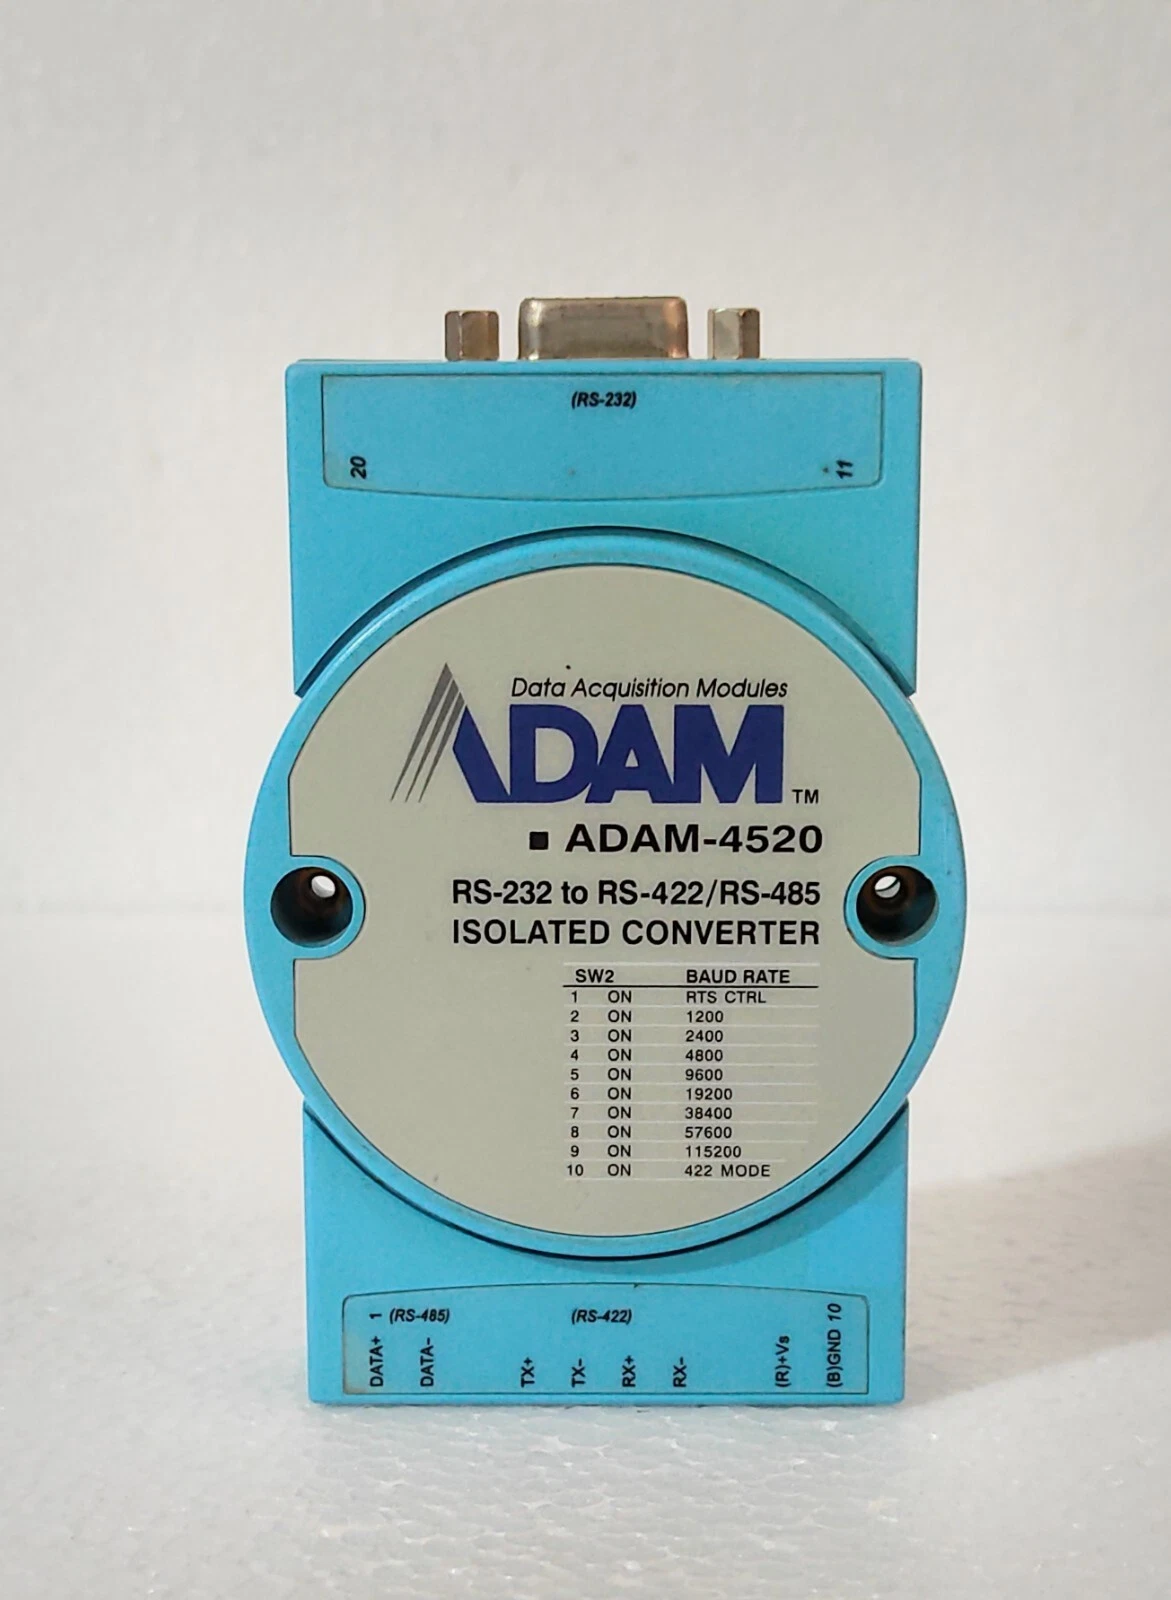 (RS-232)
20 11
Data Acquisition Modules
ADAM TM
■ ADAM-4520
RS-232 to RS-422/RS-485
ISOLATED CONVERTER
SW2 BAUD RATE
1 ON RTS CTRL
2 ON 1200
3 ON 2400
4 ON 4800
5 ON 9600
6 ON 19200
7 ON 38400
8 ON 57600
9 ON 115200
10 ON 422 MODE
1 (RS-485) (RS-422) 10
DATA+ DATA- TX+ TX- RX+ RX- (R)+Vs (B)GND